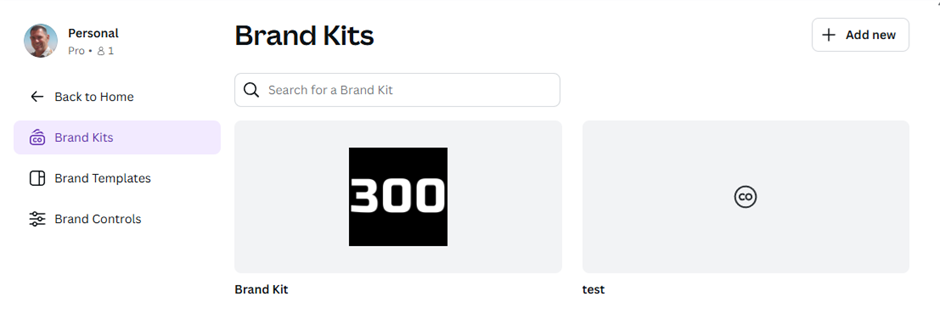 Personal
Pro • 1
Back to Home
Brand Kits
Brand Templates
Brand Controls
Brand Kits
Add new
Search for a Brand Kit
300
CO
Brand Kit
test